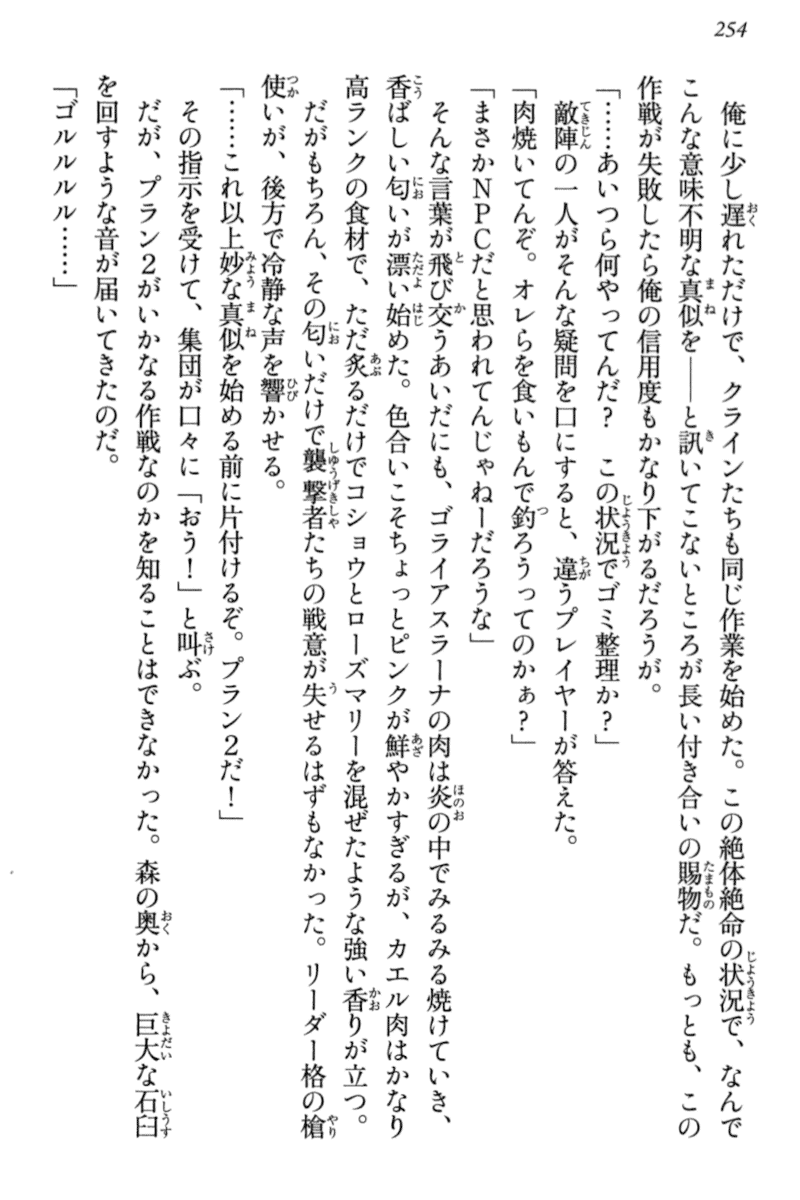 254
俺に少し遅れただけで、クラインたちも同じ作業を始めた。この絶体絶命の状況で、なんで
こんな意味不明な真似を――と訊いてこないところが長い付き合いの賜物だ。もっとも、この
作戦が失敗したら俺の信用度もかなり下がるだろうが。
「……あいつら何やってんだ？　この状況でゴミ整理か？」
敵陣の一人がそんな疑問を口にすると、違うプレイヤーが答えた。
「肉焼いてんぞ。オレらを食いもんで釣ろうってのかぁ？」
「まさかＮＰＣだと思われてんじゃねーだろうな」
そんな言葉が飛び交うあいだにも、ゴライアスラーナの肉は炎の中でみるみる焼けていき、
香ばしい匂いが漂い始めた。色合いこそちょっとピンクが鮮やかすぎるが、カエル肉はかなり
高ランクの食材で、ただ炙るだけでコショウとローズマリーを混ぜたような強い香りが立つ。
だがもちろん、その匂いだけで襲撃者たちの戦意が失せるはずもなかった。リーダー格の槍
使いが、後方で冷静な声を響かせる。
「……これ以上妙な真似を始める前に片付けるぞ。プラン２だ！」
その指示を受けて、集団が口々に「おう！」と叫ぶ。
だが、プラン２がいかなる作戦なのかを知ることはできなかった。森の奥から、巨大な石臼
を回すような音が届いてきたのだ。
「ゴルルルル……」